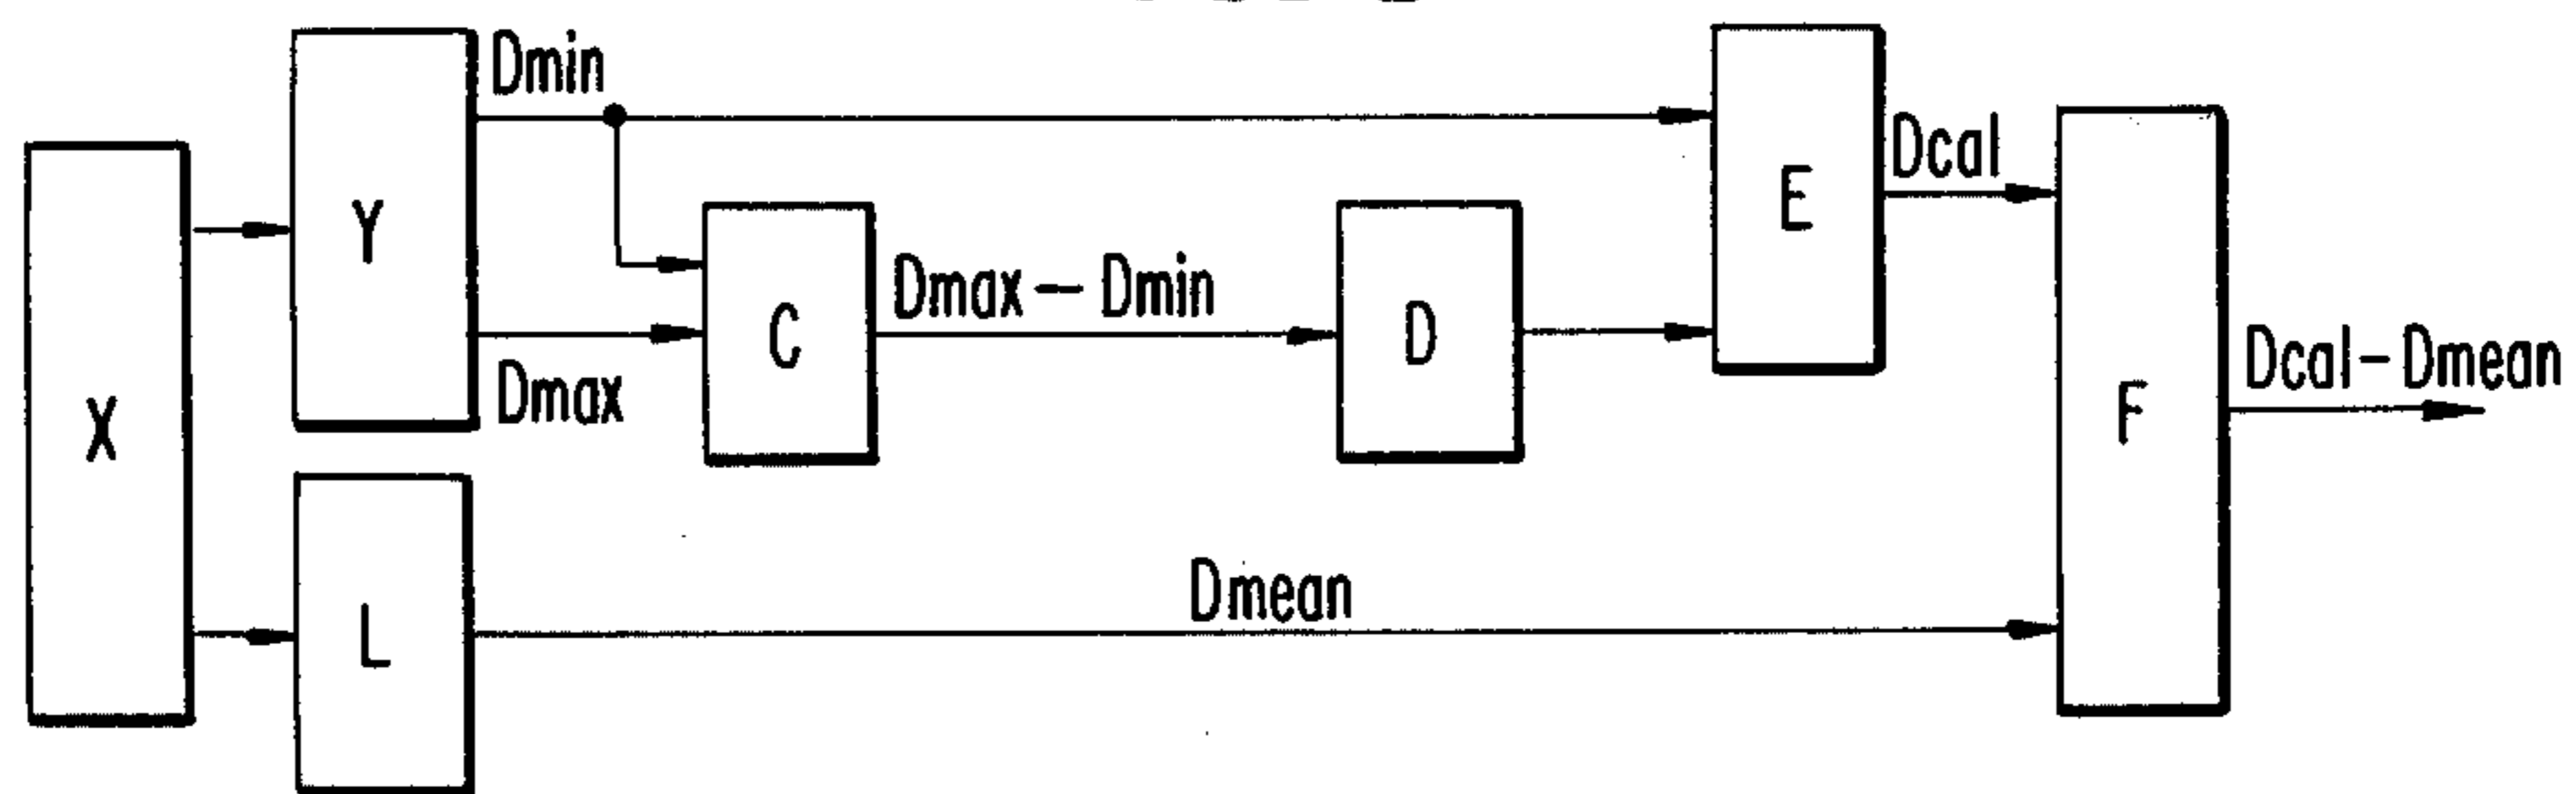 Dmin
E
Dcal
Y
C
Dmax - Dmin
D
Dmax
X
F
Dcal-Dmean
L
Dmean